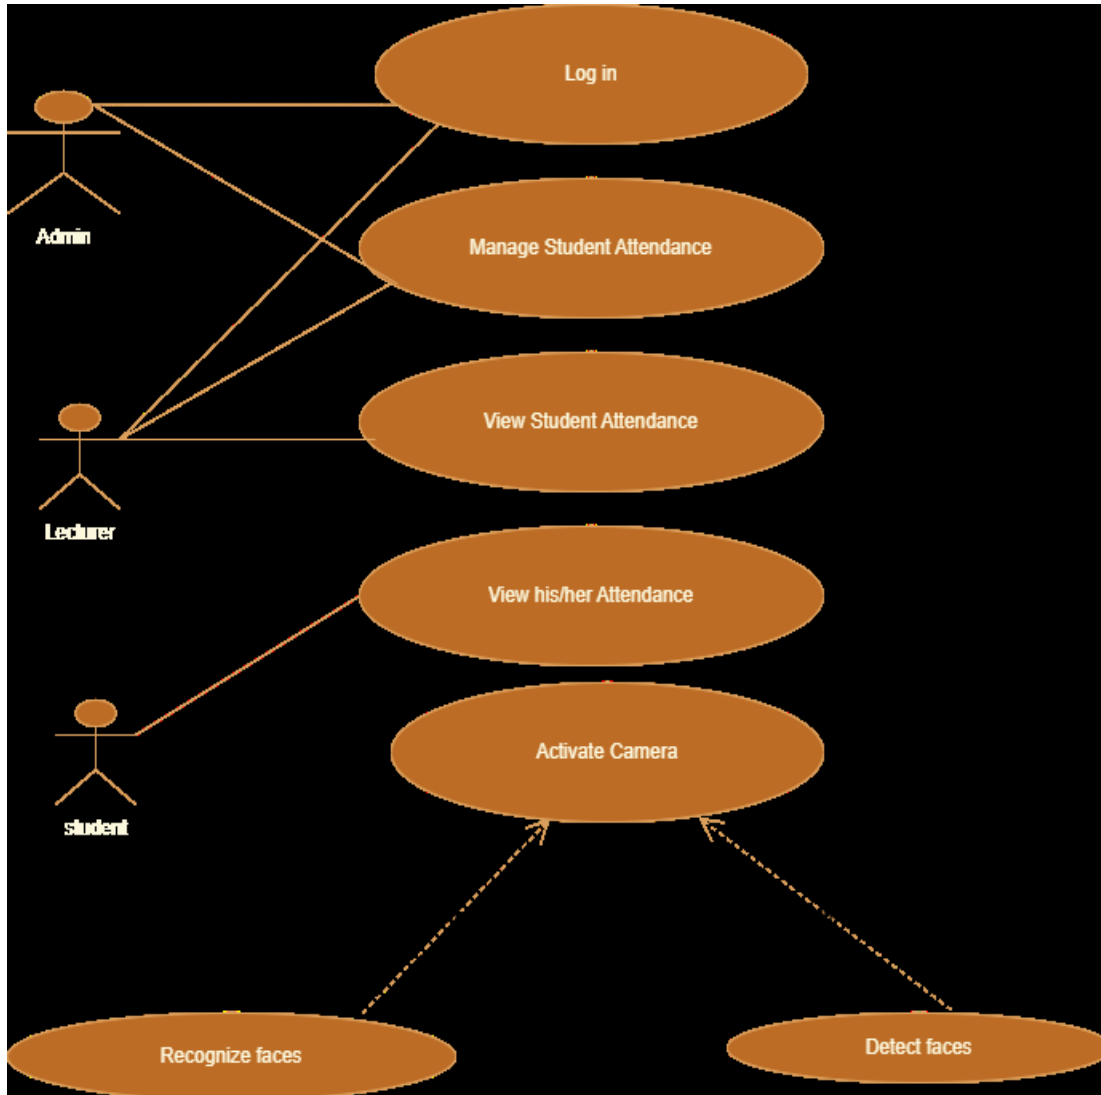 Log in
Admin
Manage Student Attendance
View Student Attendance
Lecturer
View his/her Attendance
Activate Camera
student
Recognize faces
Detect faces